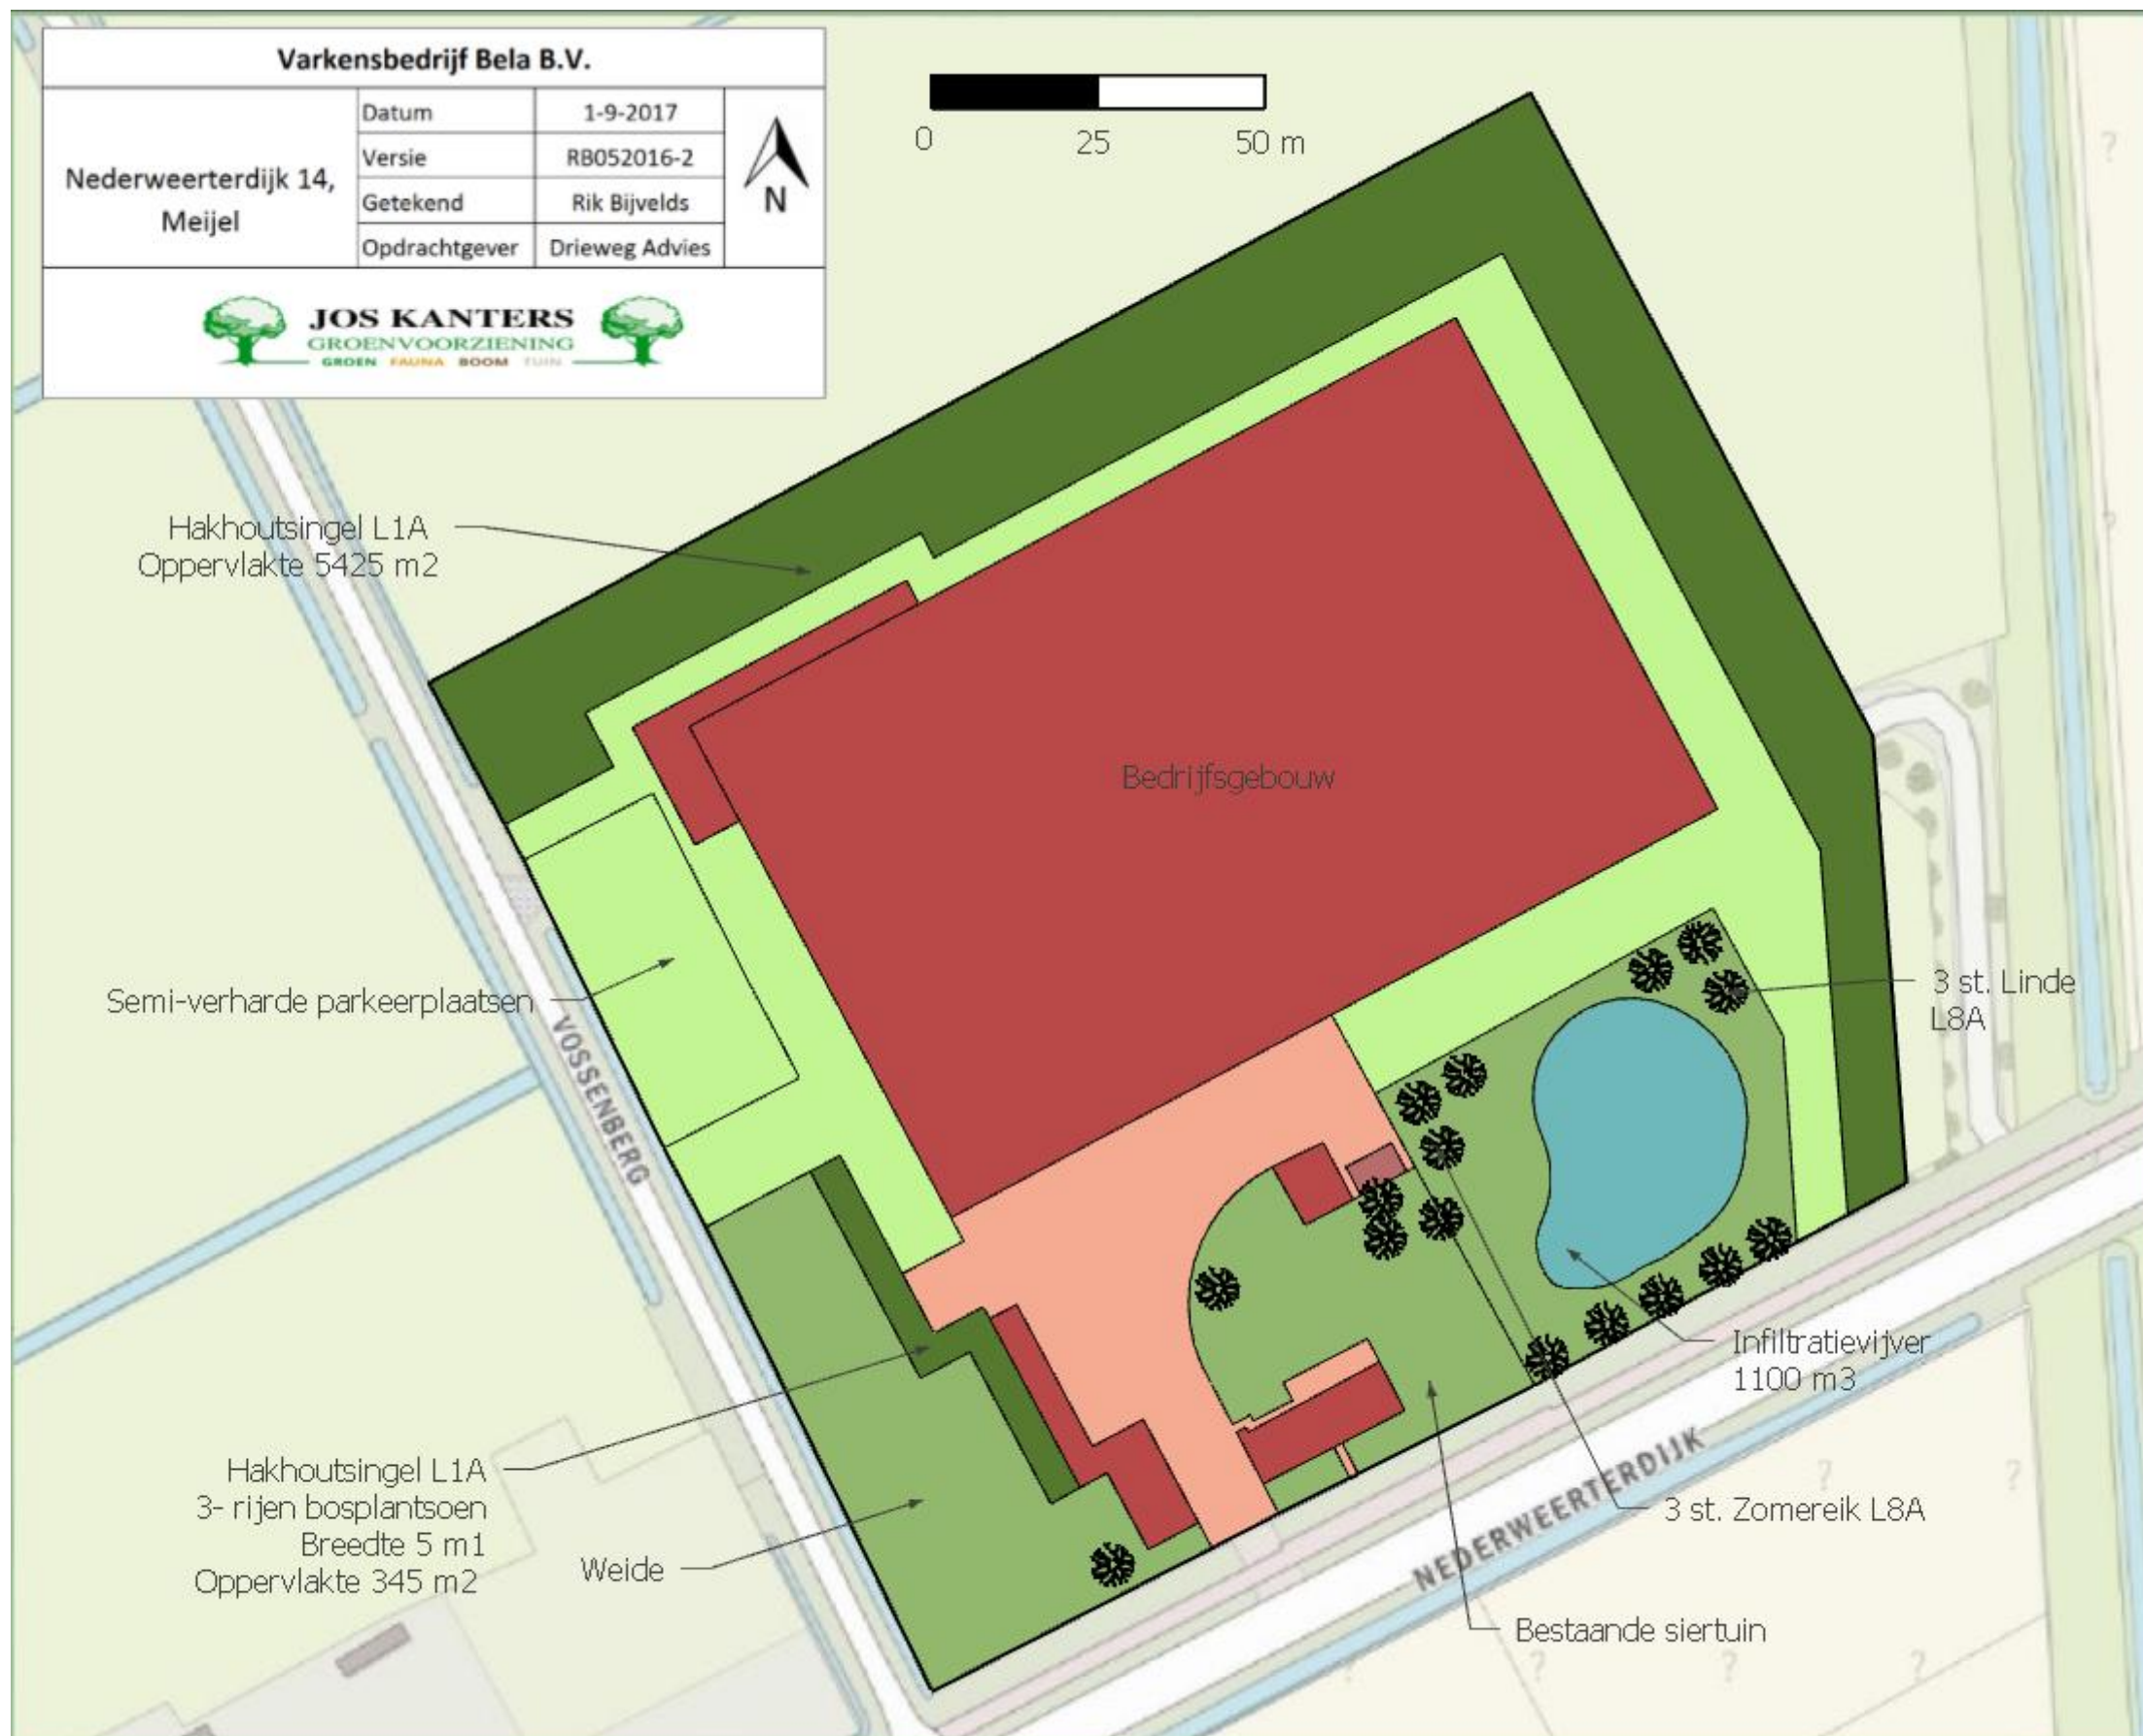 Varkensbedrijf Bela B.V.
Nederweerterdijk 14,
Meijel
Datum 1-9-2017
Versie RB052016-2
Getekend Rik Bijvelds
Opdrachtgever Drieweg Advies
N
JOS KANTERS
GROENVOORZIENING
GROEN FAUNA BOOM TUIN
0 25 50 m
Hakhoutsingel L1A
Oppervlakte 5425 m2
Bedrijfsgebouw
Semi-verharde parkeerplaatsen
VOSSENBERG
3 st. Linde
L8A
Infiltratievijver
1100 m3
Hakhoutsingel L1A
3- rijen bosplantsoen
Breedte 5 m1
Oppervlakte 345 m2
Weide
NEDERWEERTERDIJK
3 st. Zomereik L8A
Bestaande siertuin
?
?
?
?
?
?
?
?